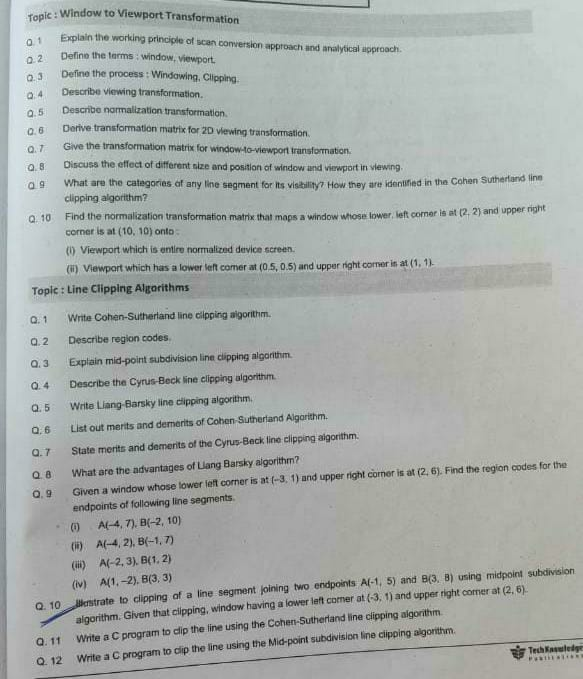 Topic : Window to Viewport Transformation
Q. 1 Explain the working principle of scan conversion approach and analytical approach.
Q. 2 Define the terms : window, viewport.
Q. 3 Define the process : Windowing, Clipping.
Q. 4 Describe viewing transformation.
Q. 5 Describe normalization transformation.
Q. 6 Derive transformation matrix for 2D viewing transformation.
Q. 7 Give the transformation matrix for window-to-viewport transformation.
Q. 8 Discuss the effect of different size and position of window and viewport in viewing.
Q. 9 What are the categories of any line segment for its visibility? How they are identified in the Cohen Sutherland line
clipping algorithm?
Q. 10 Find the normalization transformation matrix that maps a window whose lower, left corner is at (2, 2) and upper right
corner is at (10, 10) onto :
(i) Viewport which is entire normalized device screen.
(ii) Viewport which has a lower left corner at (0.5, 0.5) and upper right corner is at (1, 1).
Topic : Line Clipping Algorithms
Q. 1 Write Cohen-Sutherland line clipping algorithm.
Q. 2 Describe region codes.
Q. 3 Explain mid-point subdivision line clipping algorithm.
Q. 4 Describe the Cyrus-Beck line clipping algorithm.
Q. 5 Write Liang-Barsky line clipping algorithm.
Q. 6 List out merits and demerits of Cohen-Sutherland Algorithm.
Q. 7 State merits and demerits of the Cyrus-Beck line clipping algorithm.
Q. 8 What are the advantages of Liang Barsky algorithm?
Q. 9 Given a window whose lower left corner is at (–3, 1) and upper right corner is at (2, 6). Find the region codes for the
endpoints of following line segments.
(i) A(–4, 7), B(–2, 10)
(ii) A(–4, 2), B(–1, 7)
(iii) A(–2, 3), B(1, 2)
(iv) A(1, –2), B(3, 3)
Q. 10 Illustrate to clipping of a line segment joining two endpoints A(-1, 5) and B(3, 8) using midpoint subdivision
algorithm. Given that clipping, window having a lower left corner at (-3, 1) and upper right corner at (2, 6).
Q. 11 Write a C program to clip the line using the Cohen-Sutherland line clipping algorithm.
Q. 12 Write a C program to clip the line using the Mid-point subdivision line clipping algorithm.
TechKnowledge
Publications